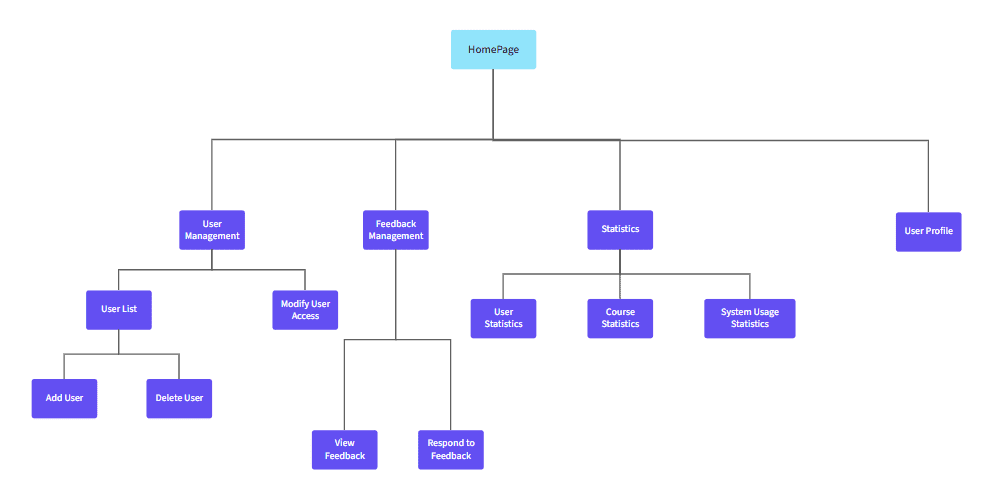 HomePage
User
Management
Feedback
Management
Statistics
User Profile
User List
Modify User
Access
User
Statistics
Course
Statistics
System Usage
Statistics
Add User
Delete User
View
Feedback
Respond to
Feedback